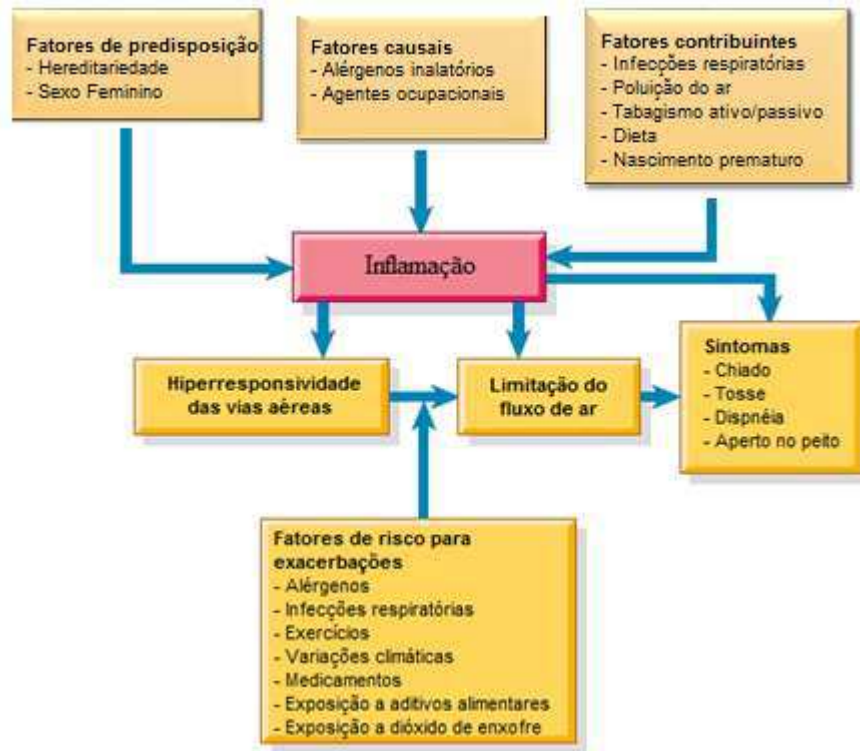 Fatores de predisposição
- Hereditariedade
- Sexo Feminino
Fatores causais
- Alérgenos inalatórios
- Agentes ocupacionais
Fatores contribuintes
- Infecções respiratórias
- Poluição do ar
- Tabagismo ativo/passivo
- Dieta
- Nascimento prematuro
Inflamação
Hiperresponsividade
das vias aéreas
Limitação do
fluxo de ar
Sintomas
- Chiado
- Tosse
- Dispnéia
- Aperto no peito
Fatores de risco para
exacerbações
- Alérgenos
- Infecções respiratórias
- Exercícios
- Variações climáticas
- Medicamentos
- Exposição a aditivos alimentares
- Exposição a dióxido de enxofre